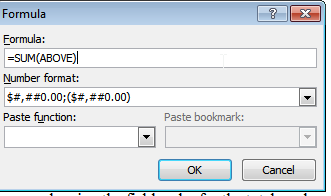 Formula
Formula:
=SUM(ABOVE)
Number format:
$#,##0.00;($#,##0.00)
Paste function: Paste bookmark:
OK Cancel